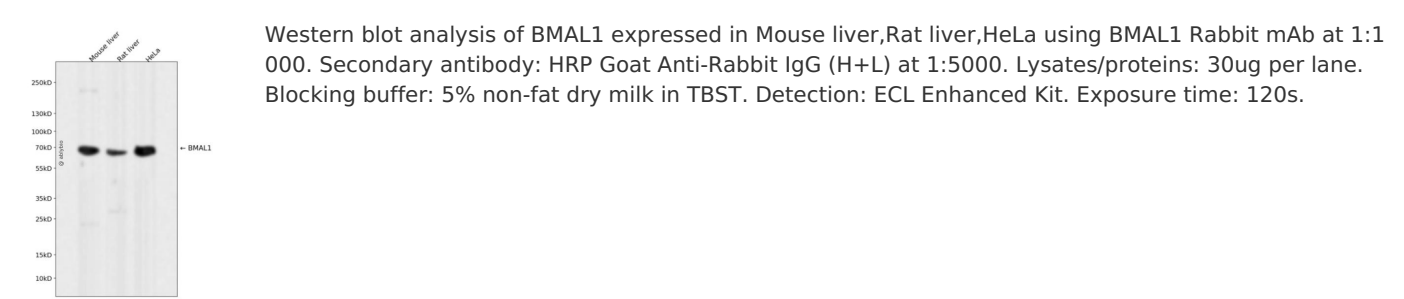 Mouse liver
Rat liver
HeLa
250kD
130kD
100kD
70kD
55kD
35kD
25kD
15kD
10kD
← BMAL1
Western blot analysis of BMAL1 expressed in Mouse liver,Rat liver,HeLa using BMAL1 Rabbit mAb at 1:1
000. Secondary antibody: HRP Goat Anti-Rabbit IgG (H+L) at 1:5000. Lysates/proteins: 30ug per lane.
Blocking buffer: 5% non-fat dry milk in TBST. Detection: ECL Enhanced Kit. Exposure time: 120s.